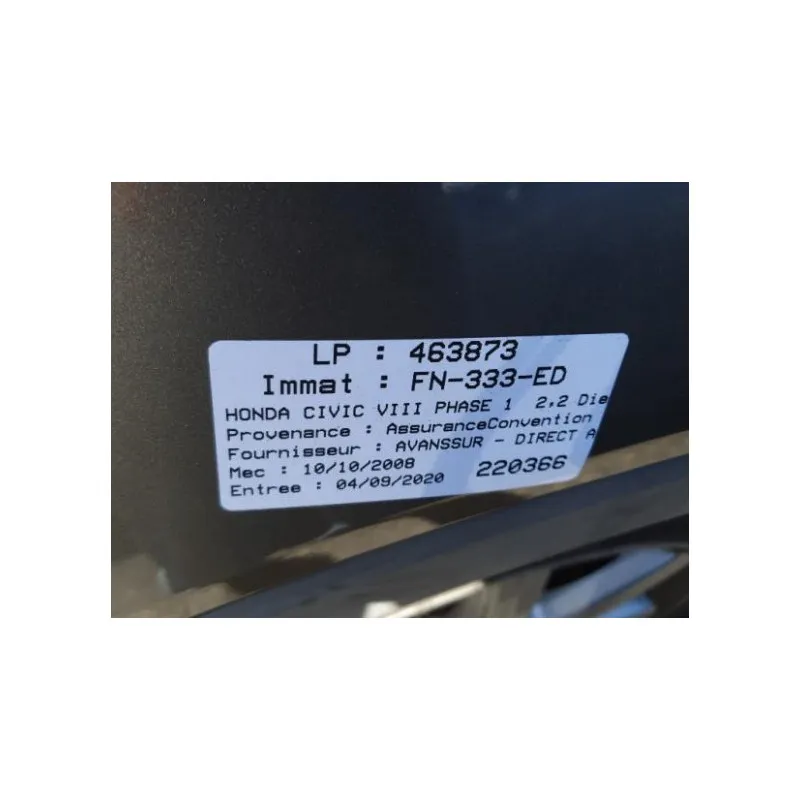 LP : 463873
Immat : FN-333-ED
HONDA CIVIC VIII PHASE 1 2.2 Die
Provenance : AssuranceConvention
Fournisseur : AVANSSUR - DIRECT A
Mec : 10/10/2008 220366
Entree : 04/09/2020